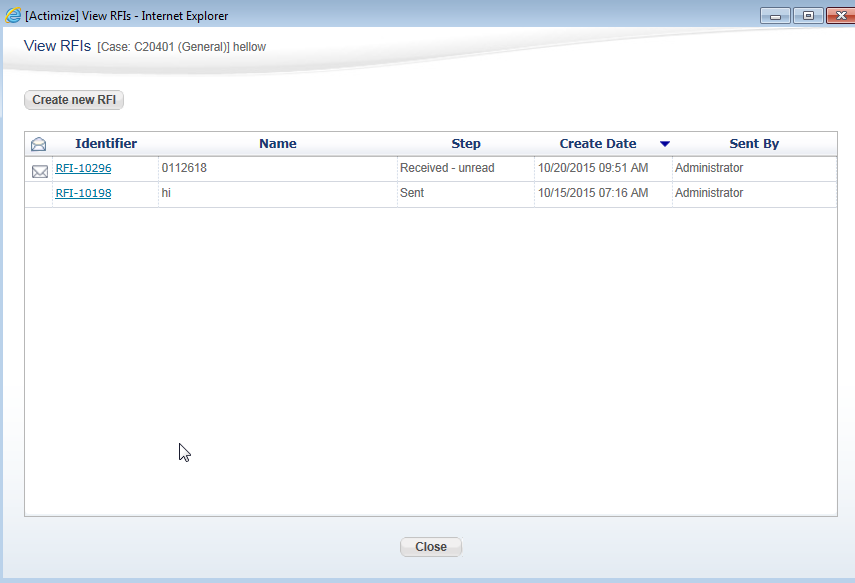 [Actimize] View RFIs - Internet Explorer
View RFIs [Case: C20401 (General)] hellow
Create new RFI
Identifier Name Step Create Date Sent By
RFI-10296 0112618 Received - unread 10/20/2015 09:51 AM Administrator
RFI-10198 hi Sent 10/15/2015 07:16 AM Administrator
Close